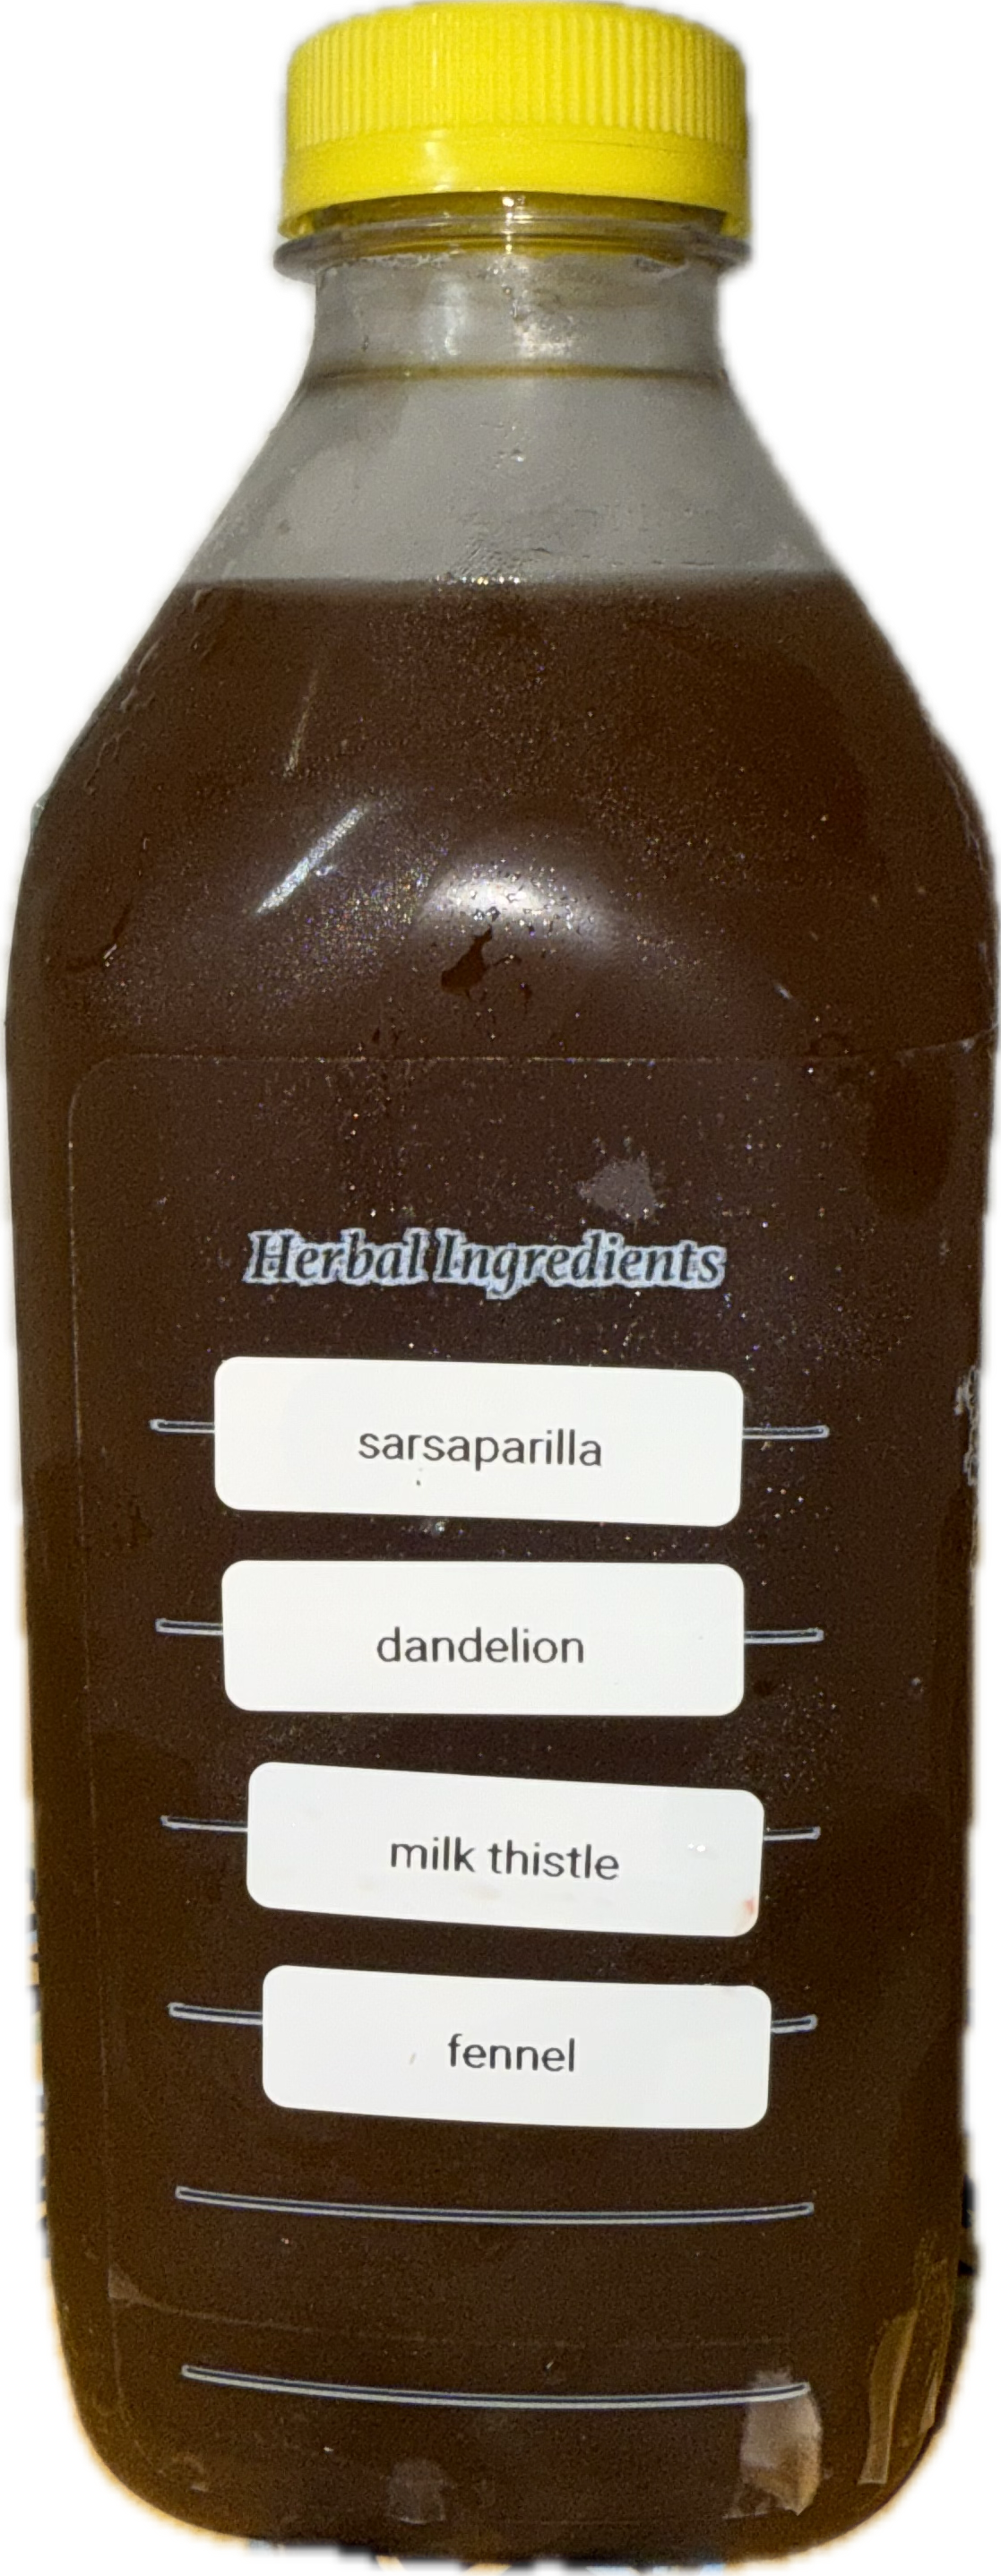 Herbal Ingredients
sarsaparilla
dandelion
milk thistle
fennel